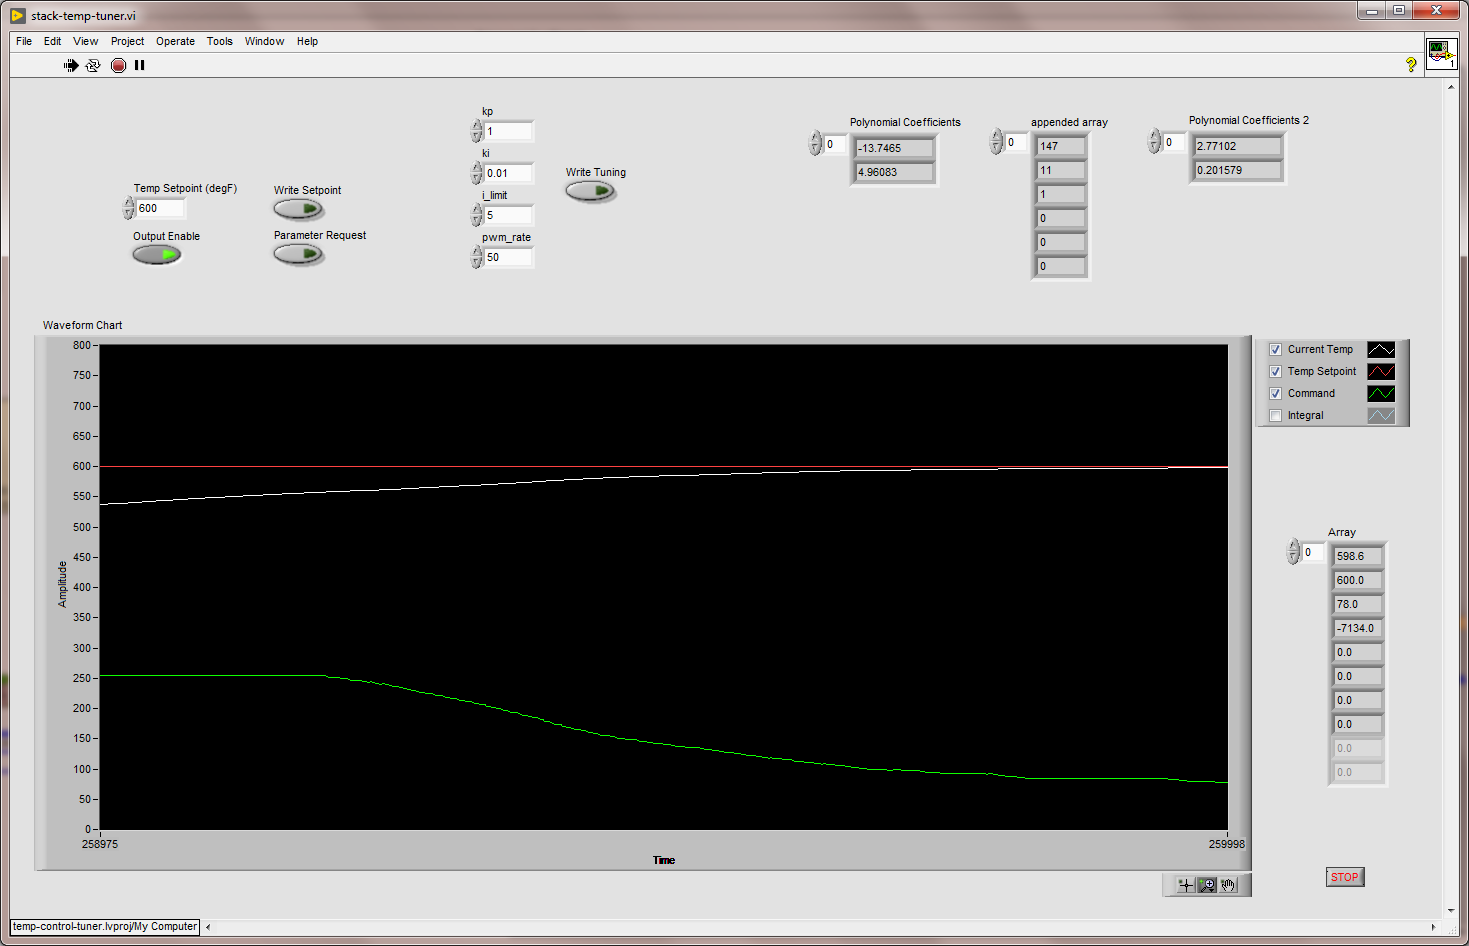 stack-temp-tuner.vi
File Edit View Project Operate Tools Window Help
1
kp
1
ki
0.01
i_limit
5
pwm_rate
50
Temp Setpoint (degF)
600
Write Setpoint
Output Enable
Parameter Request
Write Tuning
Polynomial Coefficients
0
-13.7465
4.96083
appended array
0
147
11
1
0
0
0
Polynomial Coefficients 2
0
2.77102
0.201579
Waveform Chart
800
750
700
650
600
550
500
450
400
350
300
250
200
150
100
50
0
Amplitude
258975
259998
Time
Current Temp
Temp Setpoint
Command
Integral
Array
0
598.6
600.0
78.0
-7134.0
0.0
0.0
0.0
0.0
0.0
0.0
STOP
temp-control-tuner.lvproj/My Computer